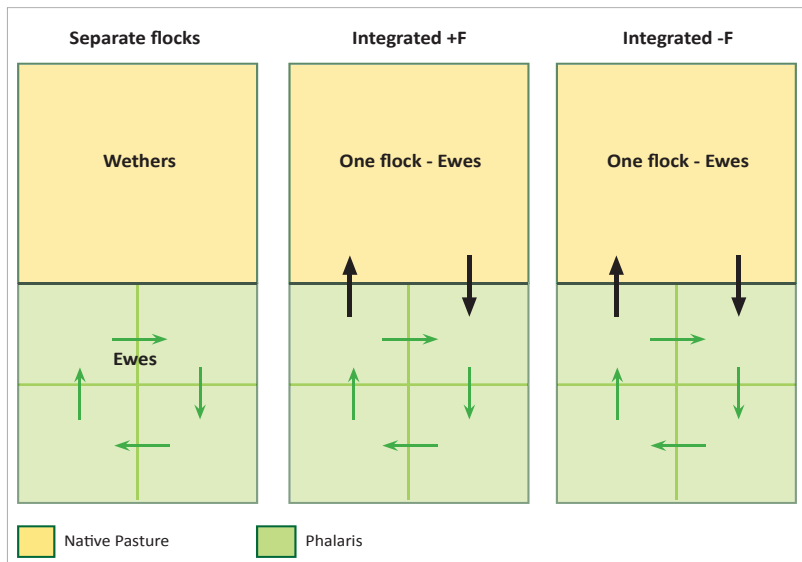 Separate flocks
Integrated +F
Integrated -F
Wethers
One flock - Ewes
One flock - Ewes
Ewes
Native Pasture
Phalaris